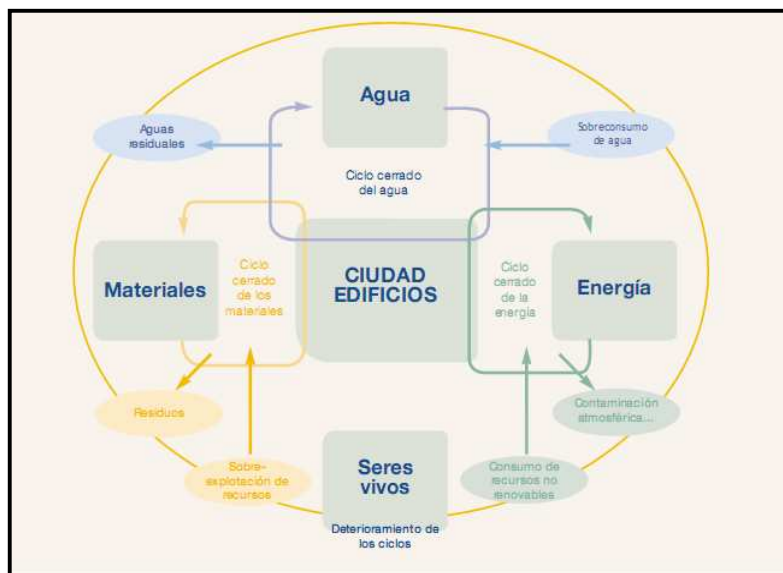 Agua
Aguas
residuales
Sobreconsumo
de agua
Ciclo cerrado
del agua
Materiales
Ciclo
cerrado
de los
materiales
CIUDAD
EDIFICIOS
Ciclo
cerrado
de la
energía
Energía
Residuos
Contaminación
atmosférica...
Sobre-
explotación de
recursos
Seres
vivos
Consumo de
recursos no
renovables
Deterioramiento de
los ciclos